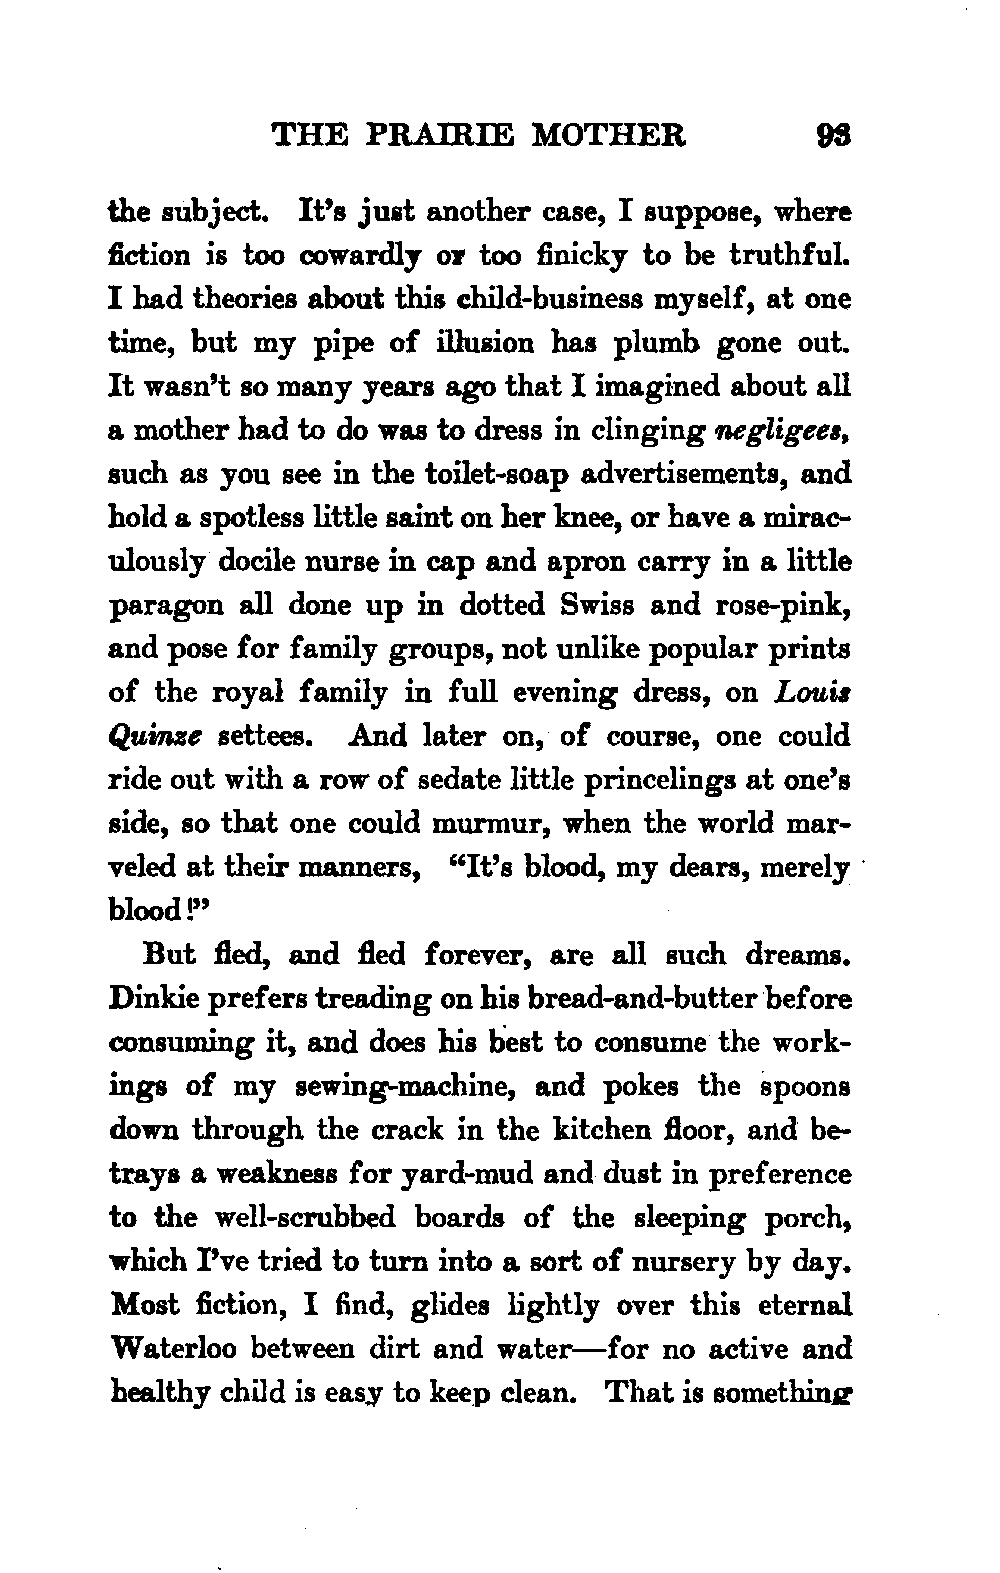 THE PRAIRIE MOTHER 93
the subject. It's just another case, I suppose, where
fiction is too cowardly or too finicky to be truthful.
I had theories about this child-business myself, at one
time, but my pipe of illusion has plumb gone out.
It wasn't so many years ago that I imagined about all
a mother had to do was to dress in clinging negligees,
such as you see in the toilet-soap advertisements, and
hold a spotless little saint on her knee, or have a mirac-
ulously docile nurse in cap and apron carry in a little
paragon all done up in dotted Swiss and rose-pink,
and pose for family groups, not unlike popular prints
of the royal family in full evening dress, on Louis
Quinze settees. And later on, of course, one could
ride out with a row of sedate little princelings at one's
side, so that one could murmur, when the world mar-
veled at their manners, "It's blood, my dears, merely
blood!"
But fled, and fled forever, are all such dreams.
Dinkie prefers treading on his bread-and-butter before
consuming it, and does his best to consume the work-
ings of my sewing-machine, and pokes the spoons
down through the crack in the kitchen floor, and be-
trays a weakness for yard-mud and dust in preference
to the well-scrubbed boards of the sleeping porch,
which I've tried to turn into a sort of nursery by day.
Most fiction, I find, glides lightly over this eternal
Waterloo between dirt and water—for no active and
healthy child is easy to keep clean. That is something